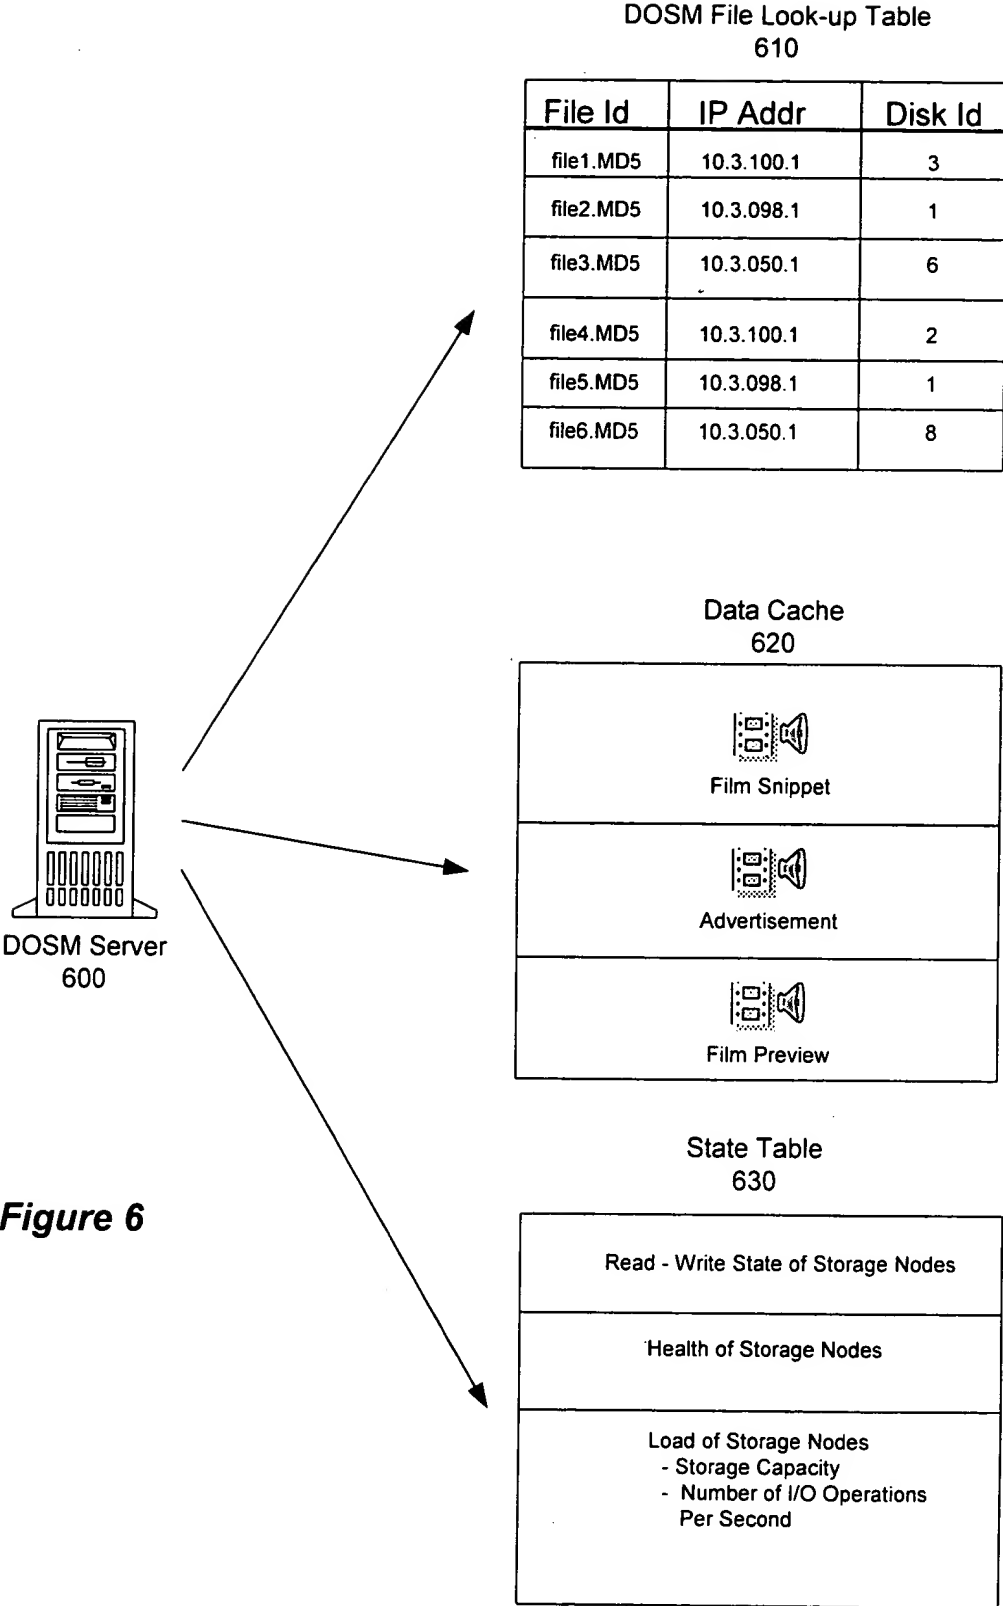 DOSM File Look-up Table
610
File Id IP Addr Disk Id
file1.MD5 10.3.100.1 3
file2.MD5 10.3.098.1 1
file3.MD5 10.3.050.1 6
file4.MD5 10.3.100.1 2
file5.MD5 10.3.098.1 1
file6.MD5 10.3.050.1 8
Data Cache
620
Film Snippet
Advertisement
Film Preview
DOSM Server
600
State Table
630
Read - Write State of Storage Nodes
Health of Storage Nodes
Load of Storage Nodes
- Storage Capacity
- Number of I/O Operations
Per Second
Figure 6